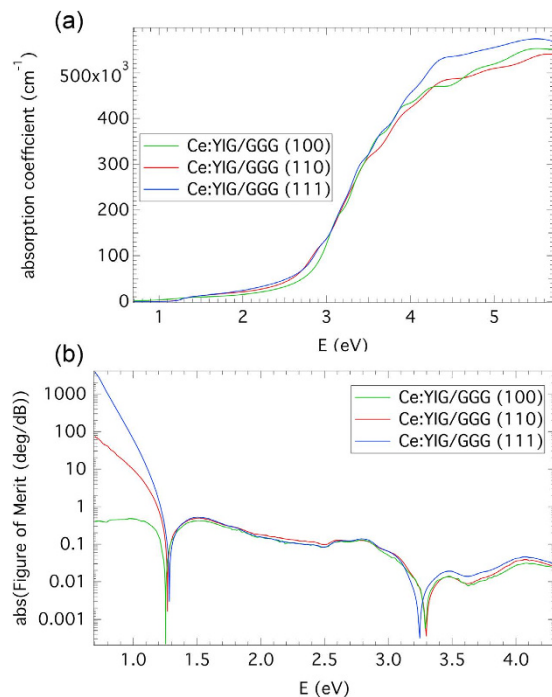 (a)
absorption coefficient (cm⁻¹)
500x10³
400
300
200
100
0
Ce:YIG/GGG (100)
Ce:YIG/GGG (110)
Ce:YIG/GGG (111)
1 2 3 4 5
E (eV)
(b)
abs(Figure of Merit (deg/dB))
1000
100
10
1
0.1
0.01
0.001
Ce:YIG/GGG (100)
Ce:YIG/GGG (110)
Ce:YIG/GGG (111)
1.0 1.5 2.0 2.5 3.0 3.5 4.0
E (eV)